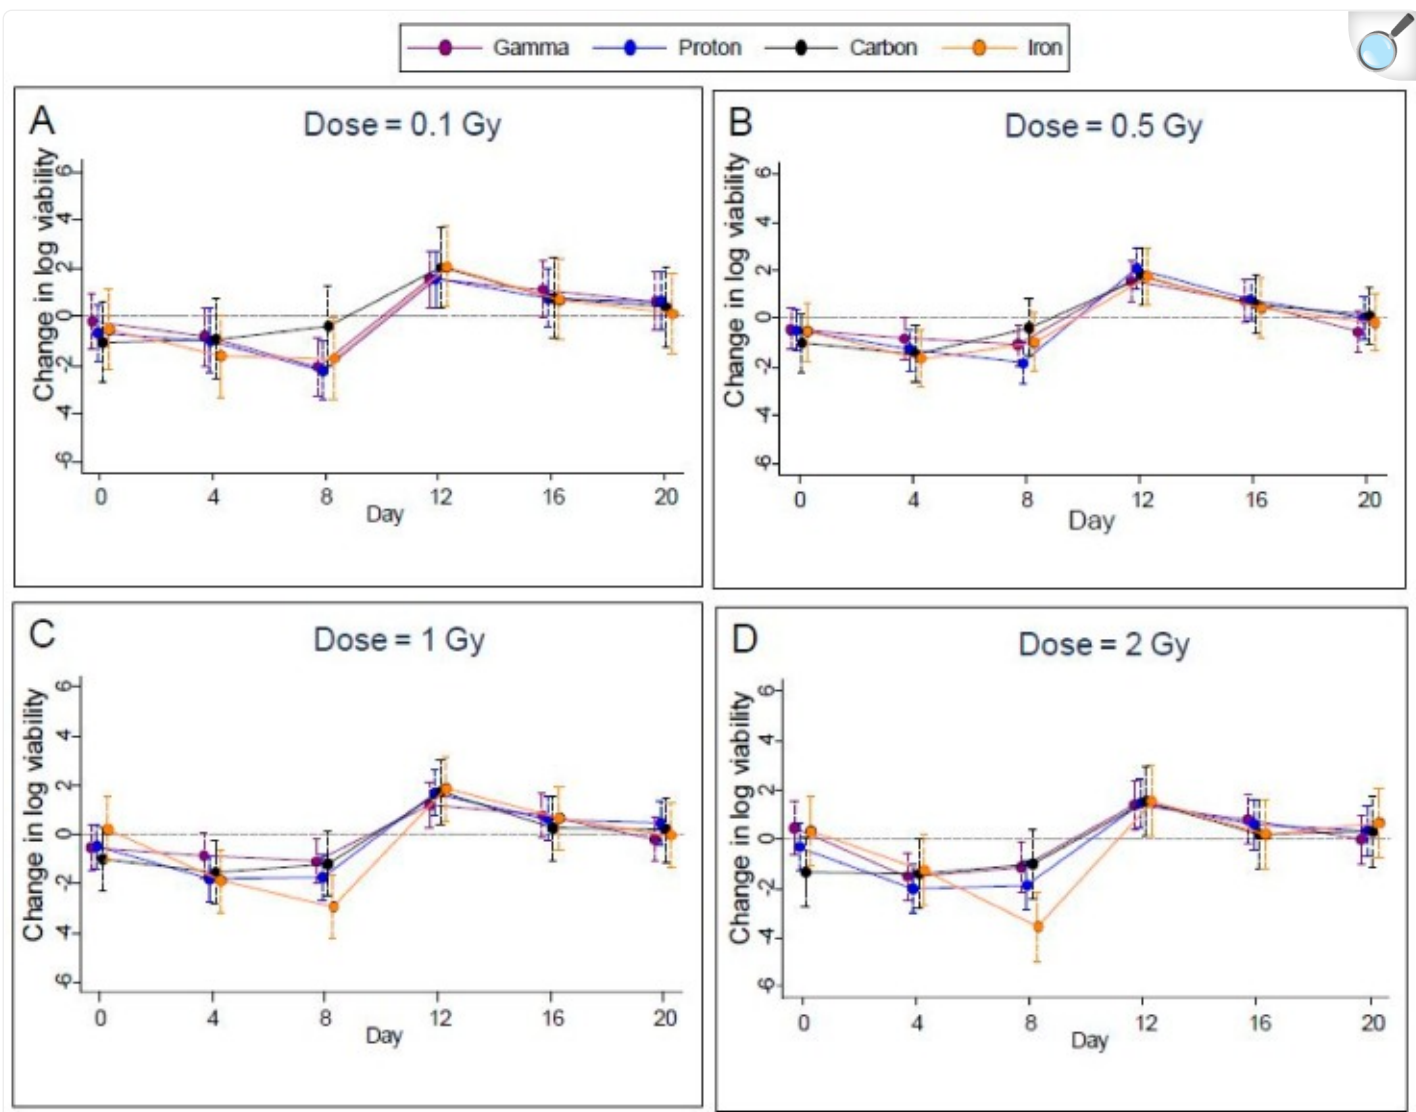 Gamma Proton Carbon Iron
A
Dose = 0.1 Gy
Change in log viability
6
4
2
0
-2
-4
-6
0 4 8 12 16 20
Day
B
Dose = 0.5 Gy
Change in log viability
6
4
2
0
-2
-4
-6
0 4 8 12 16 20
Day
C
Dose = 1 Gy
Change in log viability
6
4
2
0
-2
-4
-6
0 4 8 12 16 20
Day
D
Dose = 2 Gy
Change in log viability
6
4
2
0
-2
-4
-6
0 4 8 12 16 20
Day